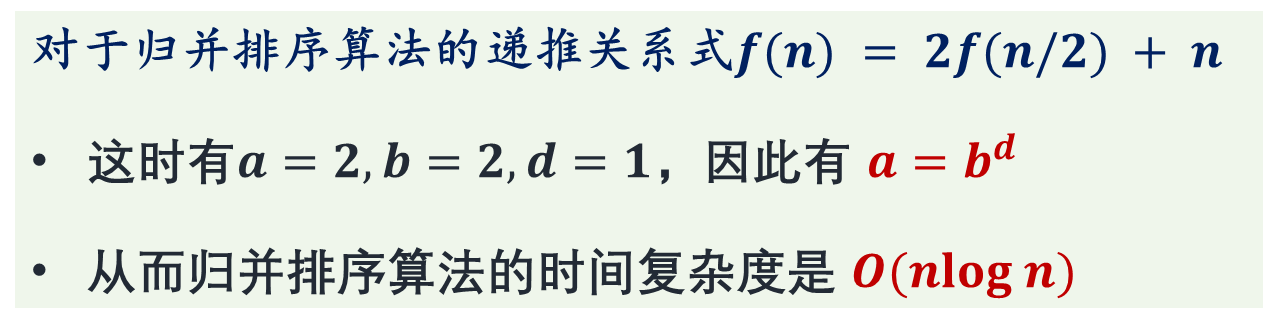 对于归并排序算法的递推关系式f(n) = 2f(n/2) + n
• 这时有a = 2, b = 2, d = 1，因此有 a = b^d
• 从而归并排序算法的时间复杂度是 O(nlog n)